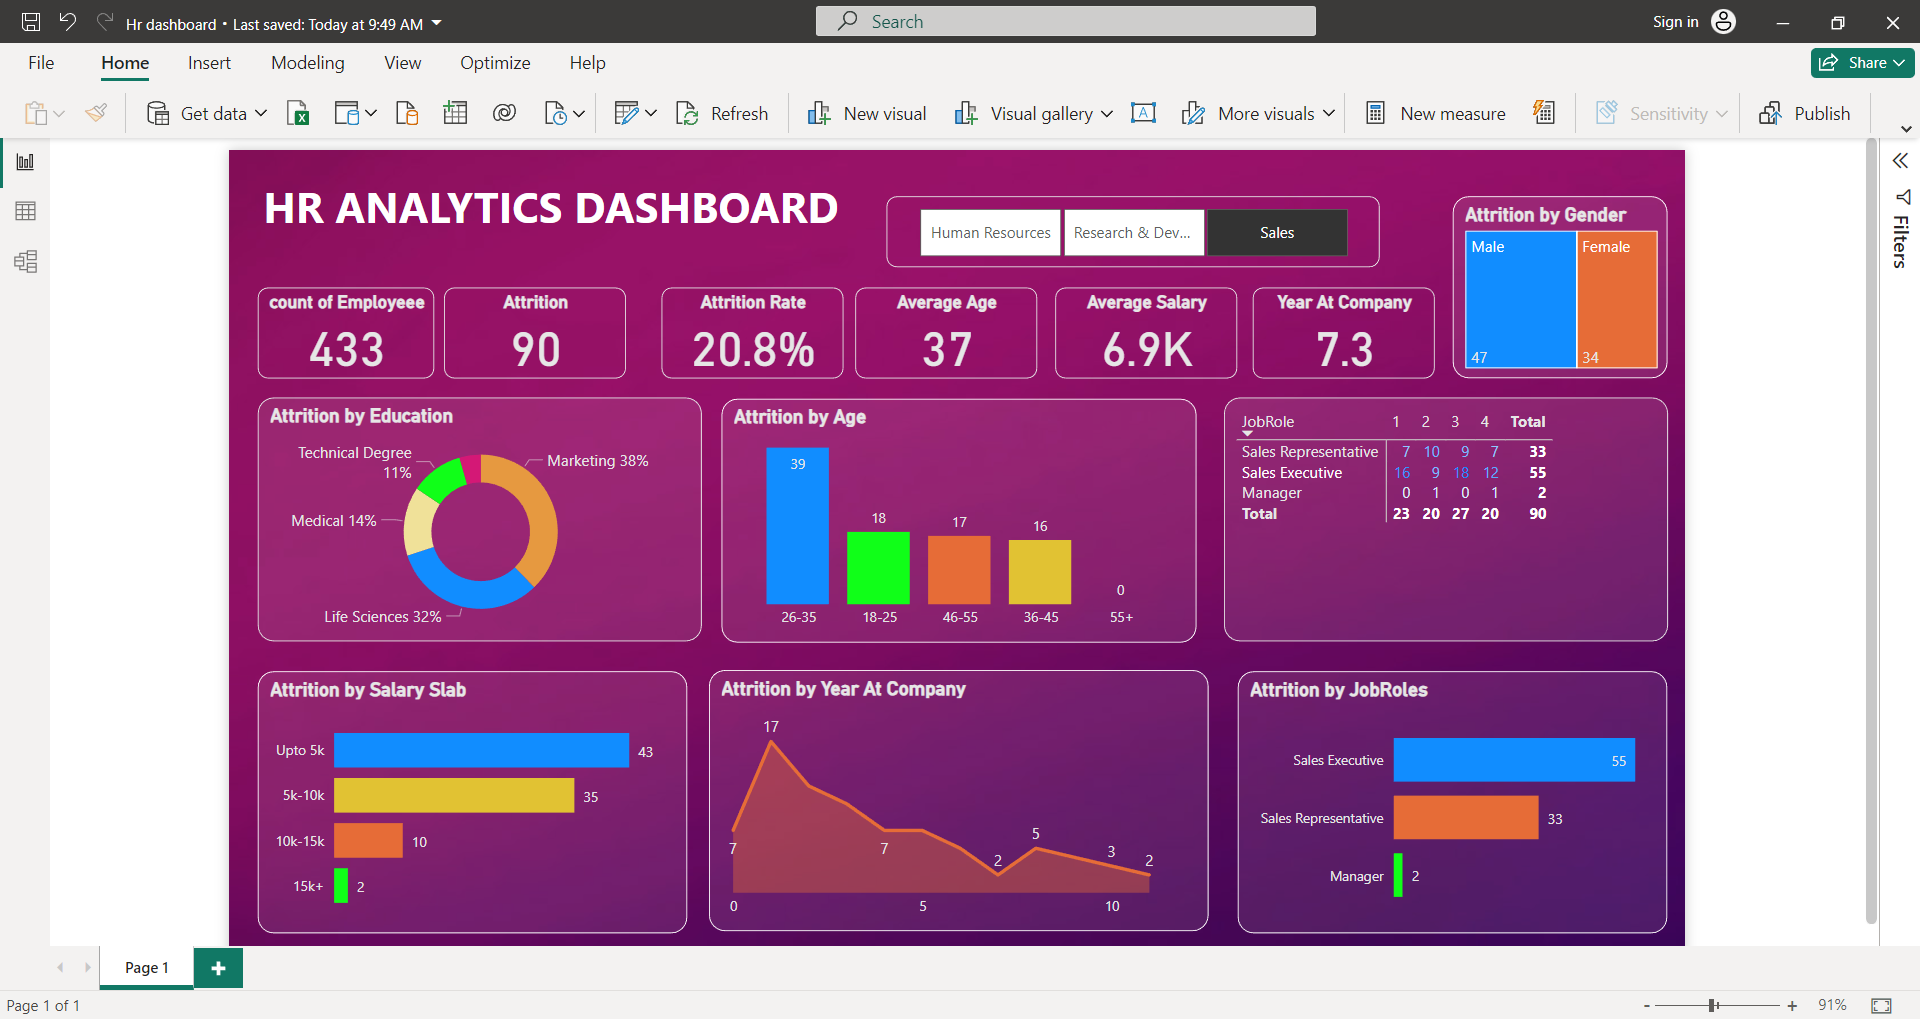 Hr dashboard • Last saved: Today at 9:49 AM
Search
Sign in
File Home Insert Modeling View Optimize Help
Share
Get data
Refresh
New visual
Visual gallery
More visuals
New measure
Sensitivity
Publish
Filters
HR ANALYTICS DASHBOARD
Human Resources
Research & Dev...
Sales
Attrition by Gender
Male
47
Female
34
count of Employeee
433
Attrition
90
Attrition Rate
20.8%
Average Age
37
Average Salary
6.9K
Year At Company
7.3
Attrition by Education
Technical Degree
11%
Marketing 38%
Medical 14%
Life Sciences 32%
Attrition by Age
39
18
17
16
0
26-35
18-25
46-55
36-45
55+
JobRole 1 2 3 4 Total
Sales Representative 7 10 9 7 33
Sales Executive 16 9 18 12 55
Manager 0 1 0 1 2
Total 23 20 27 20 90
Attrition by Salary Slab
Upto 5k 43
5k-10k 35
10k-15k 10
15k+ 2
Attrition by Year At Company
17
7
7
2
5
3
2
0 5 10
Attrition by JobRoles
Sales Executive 55
Sales Representative 33
Manager 2
Page 1
Page 1 of 1
- + 91%